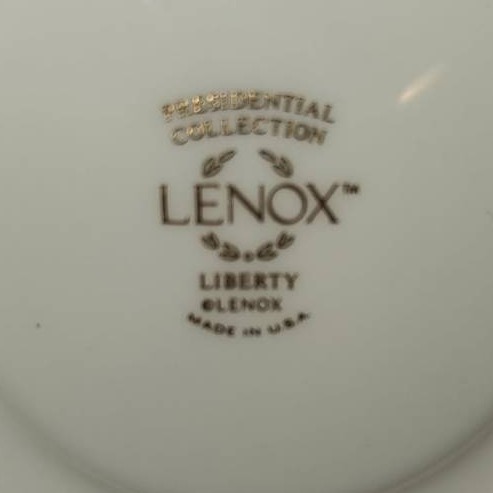 PRESIDENTIAL
COLLECTION
LENOX™
LIBERTY
©LENOX
MADE IN U.S.A.